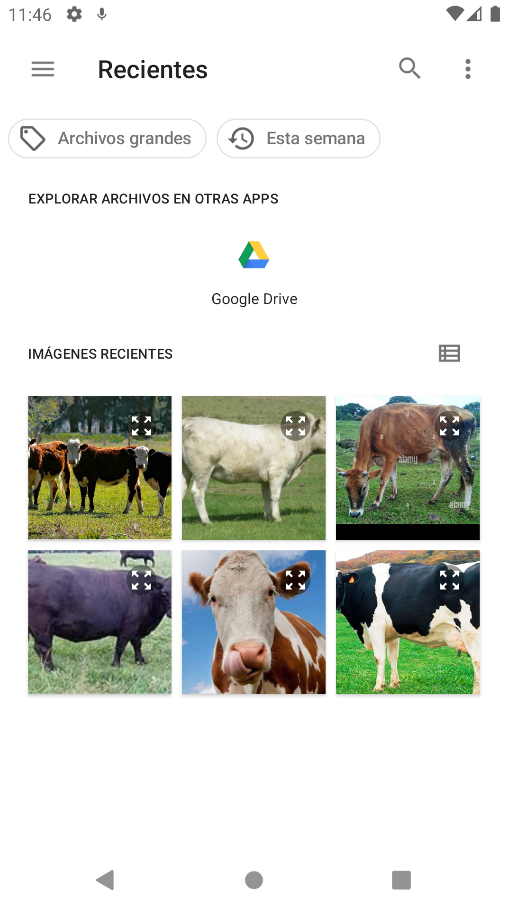 11:46
Recientes
Archivos grandes
Esta semana
EXPLORAR ARCHIVOS EN OTRAS APPS
Google Drive
IMÁGENES RECIENTES
alamy
alamy